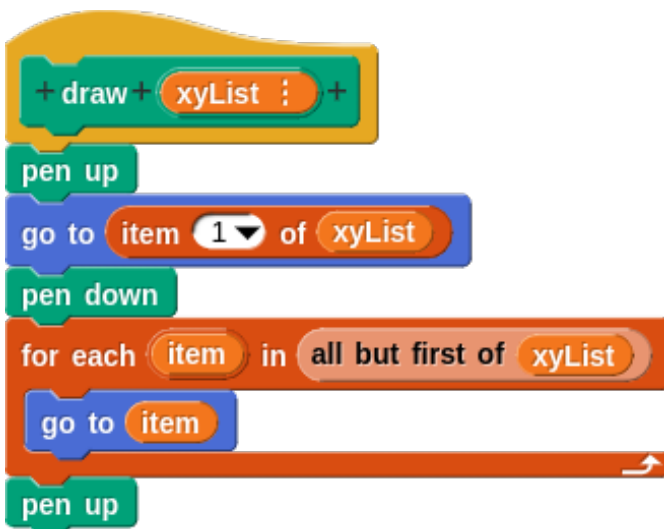 + draw + xyList ⋮ +
pen up
go to item 1 of xyList
pen down
for each item in all but first of xyList
go to item
pen up